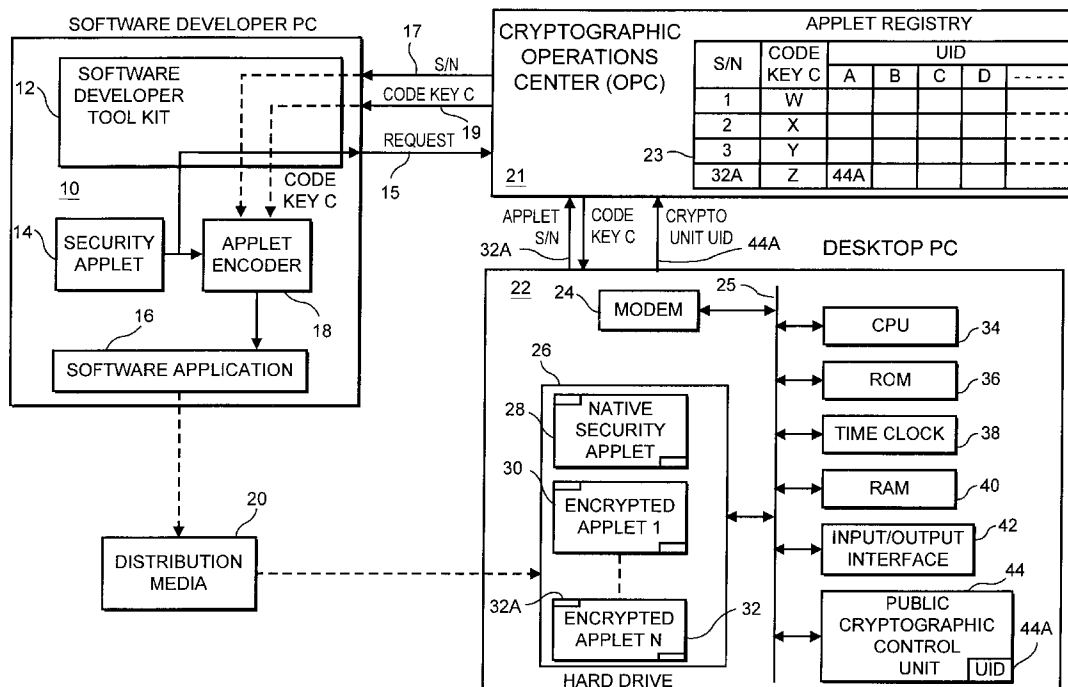 SOFTWARE DEVELOPER PC
12
SOFTWARE
DEVELOPER
TOOL KIT
10
14
SECURITY
APPLET
CODE
KEY C
APPLET
ENCODER
18
16
SOFTWARE APPLICATION
17
S/N
CODE KEY C
19
REQUEST
15
CRYPTOGRAPHIC
OPERATIONS
CENTER (OPC)
21
APPLET REGISTRY
S/N
CODE
KEY C
UID
A
B
C
D
1
W
2
X
3
Y
32A
Z
44A
23
APPLET
S/N
32A
CODE
KEY C
CRYPTO
UNIT UID
44A
DESKTOP PC
22
24
MODEM
25
CPU
34
ROM
36
TIME CLOCK
38
RAM
40
INPUT/OUTPUT
INTERFACE
42
44
PUBLIC
CRYPTOGRAPHIC
CONTROL
UNIT
UID
44A
26
28
NATIVE
SECURITY
APPLET
30
ENCRYPTED
APPLET 1
32A
ENCRYPTED
APPLET N
32
HARD DRIVE
20
DISTRIBUTION
MEDIA